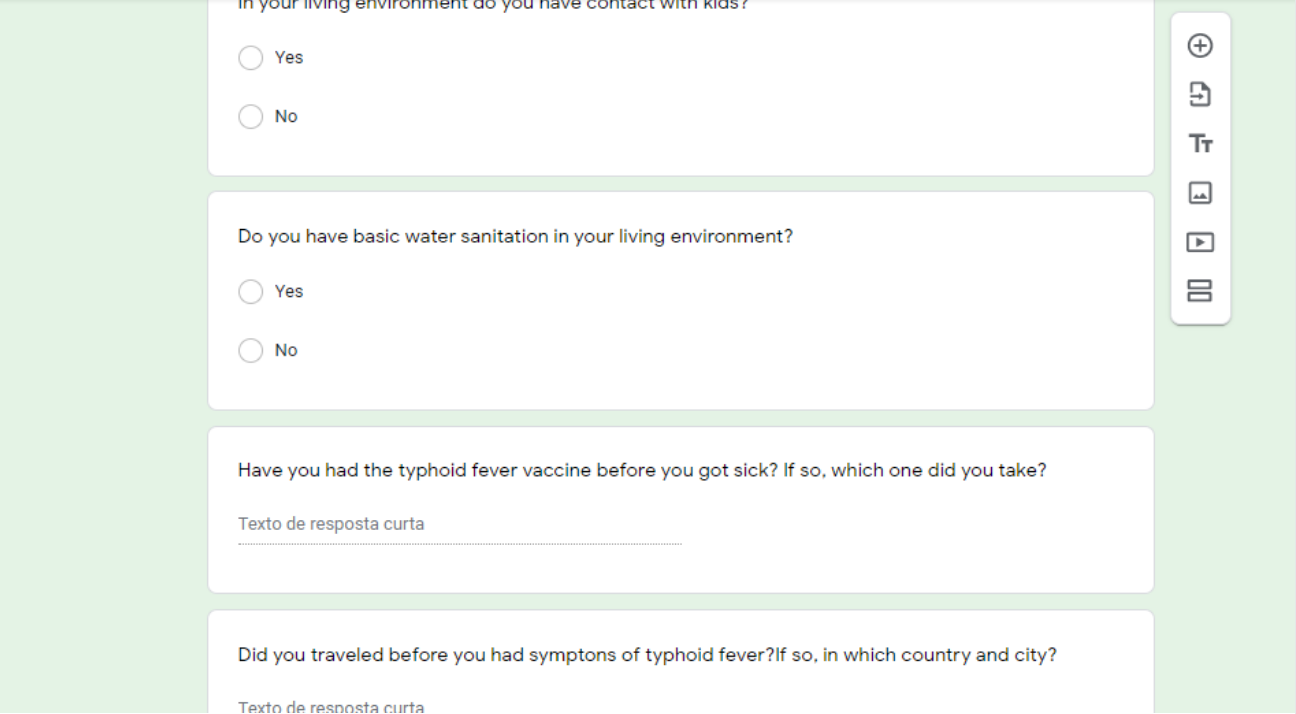 In your living environment do you have contact with kids?
Yes
No
Do you have basic water sanitation in your living environment?
Yes
No
Have you had the typhoid fever vaccine before you got sick? If so, which one did you take?
Texto de resposta curta
Did you traveled before you had symptons of typhoid fever?If so, in which country and city?
Texto de resposta curta
Tт